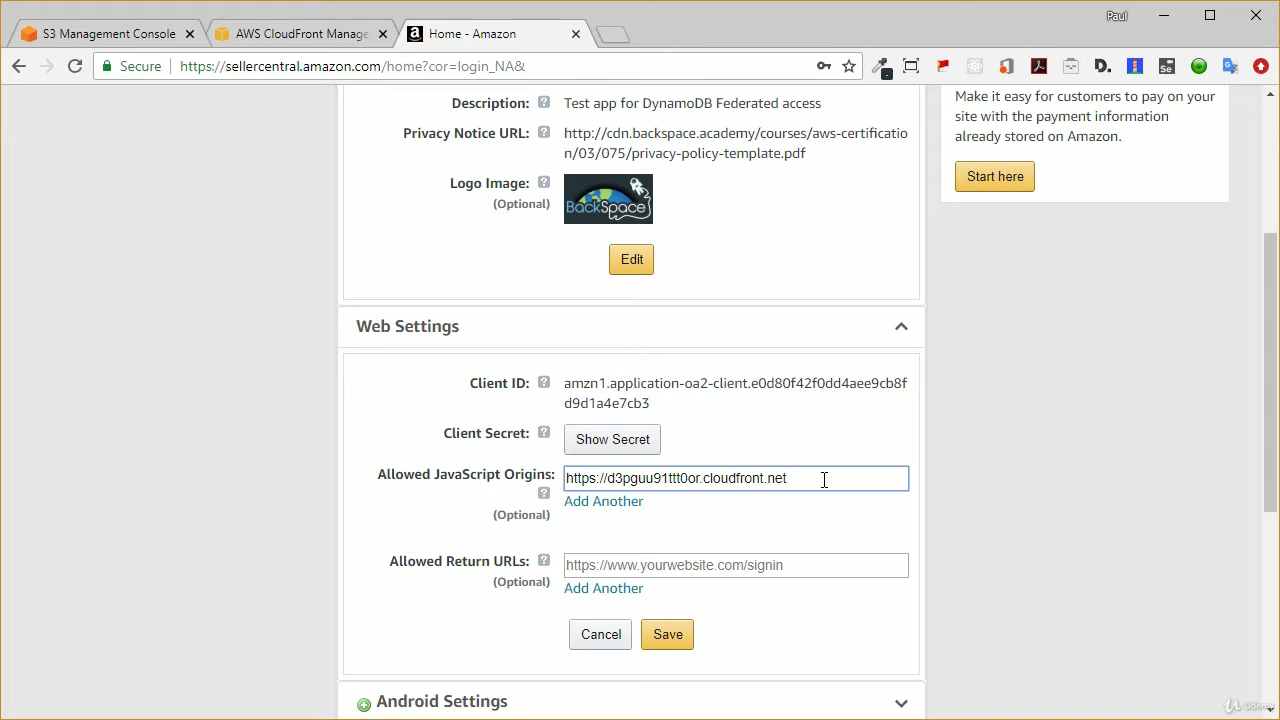 Paul
S3 Management Console
AWS CloudFront Manage
Home - Amazon
Secure
https://sellercentral.amazon.com/home?cor=login_NA&
Description:
Test app for DynamoDB Federated access
Privacy Notice URL:
http://cdn.backspace.academy/courses/aws-certificatio
n/03/075/privacy-policy-template.pdf
Logo Image:
(Optional)
BackSpace
Edit
Make it easy for customers to pay on your
site with the payment information
already stored on Amazon.
Start here
Web Settings
Client ID:
amzn1.application-oa2-client.e0d80f42f0dd4aee9cb8f
d9d1a4e7cb3
Client Secret:
Show Secret
Allowed JavaScript Origins:
(Optional)
https://d3pguu91ttt0or.cloudfront.net
Add Another
Allowed Return URLs:
(Optional)
https://www.yourwebsite.com/signin
Add Another
Cancel
Save
Android Settings
Udemy